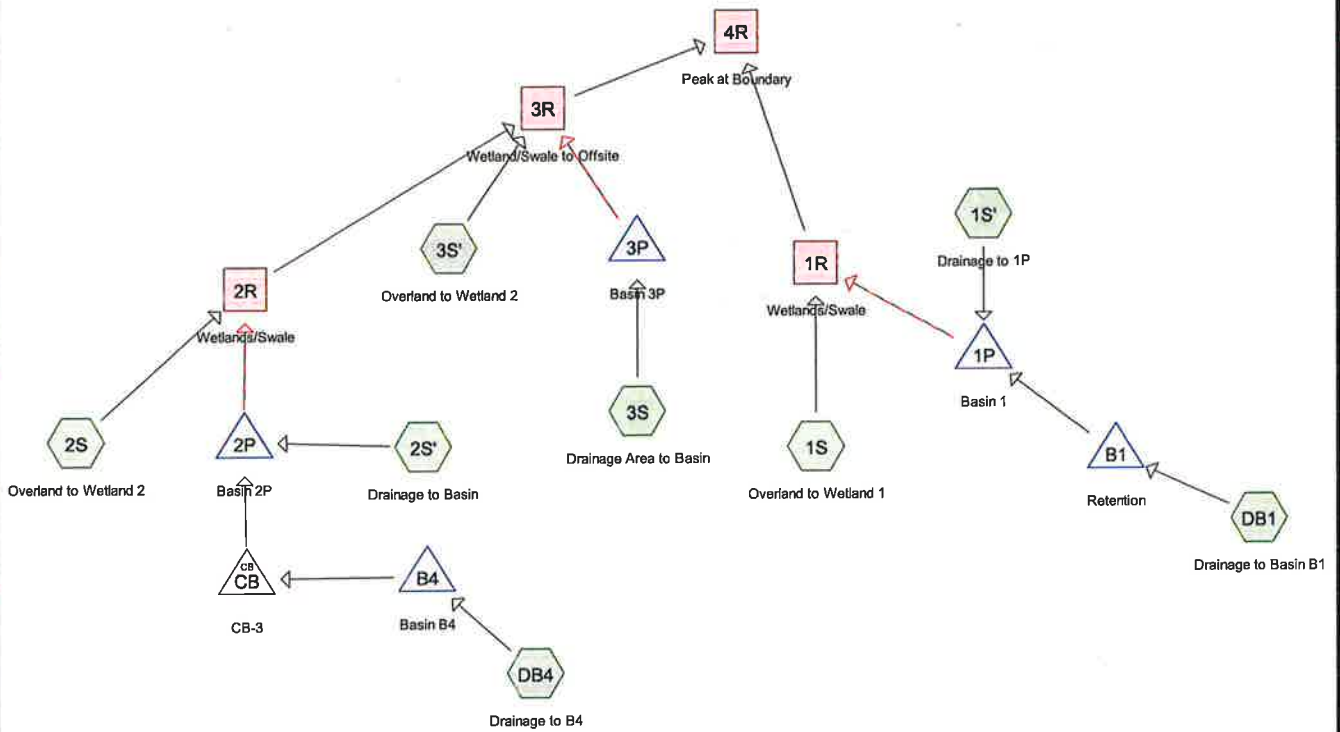 4R
Peak at Boundary
3R
Wetland/Swale to Offsite
1S'
Drainage to 1P
3S'
Overland to Wetland 2
3P
Basin 3P
1R
Wetlands/Swale
2R
Wetlands/Swale
1P
Basin 1
3S
Drainage Area to Basin
2S
Overland to Wetland 2
2P
Basin 2P
2S'
Drainage to Basin
1S
Overland to Wetland 1
B1
Retention
DB1
Drainage to Basin B1
CB
CB
CB-3
B4
Basin B4
DB4
Drainage to B4